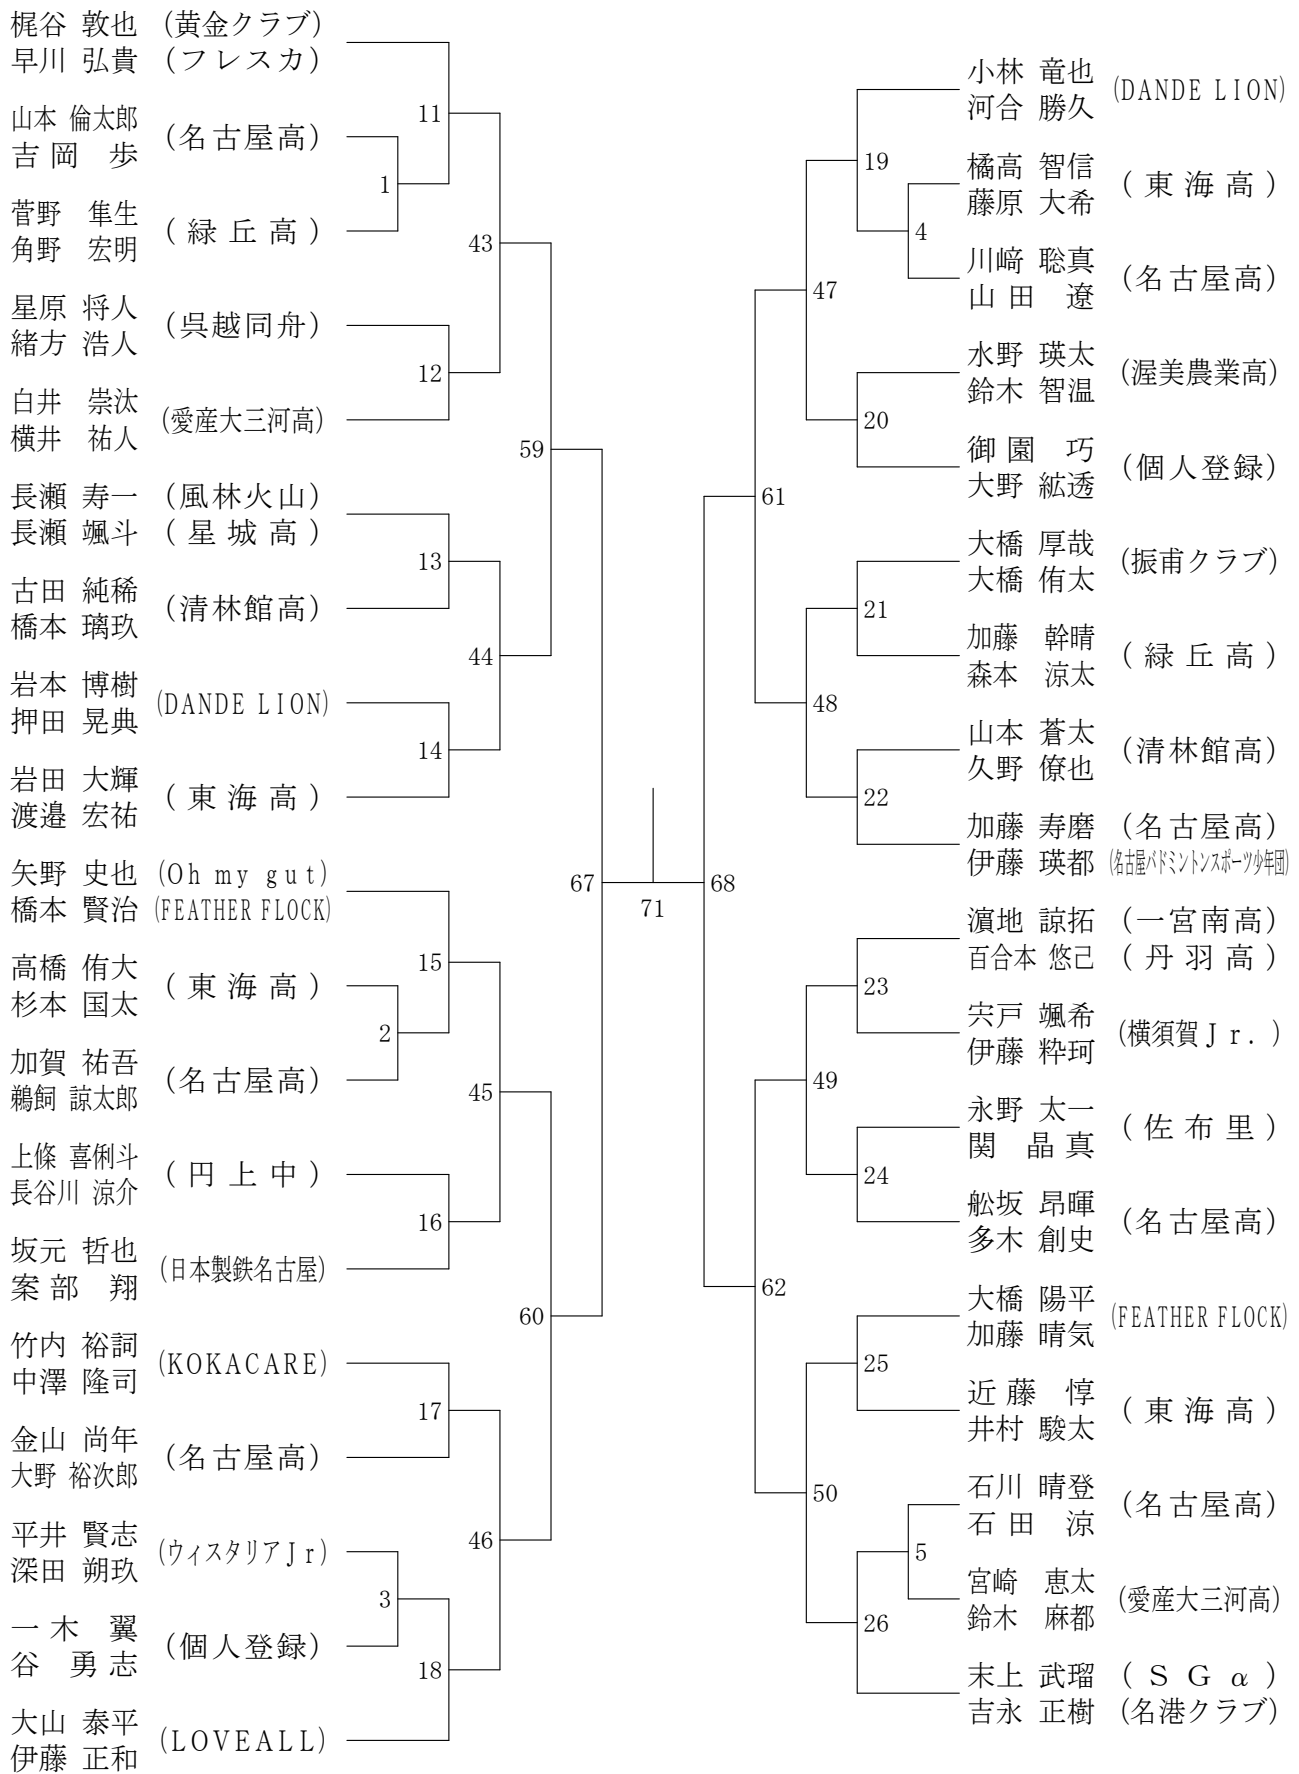 梶谷 敦也 (黄金クラブ)
早川 弘貴 (フレスカ)
山本 倫太郎 (名古屋高)
吉岡 歩
菅野 隼生 (緑丘高)
角野 宏明
星原 将人 (呉越同舟)
緒方 浩人
白井 崇汰 (愛産大三河高)
横井 祐人
長瀬 寿一 (風林火山)
長瀬 颯斗 (星城高)
古田 純稀 (清林館高)
橋本 璃玖
岩本 博樹 (DANDE LION)
押田 晃典
岩田 大輝 (東海高)
渡邉 宏祐
矢野 史也 (Oh my gut)
橋本 賢治 (FEATHER FLOCK)
高橋 侑大 (東海高)
杉本 国太
加賀 祐吾 (名古屋高)
鵜飼 諒太郎
上條 喜俐斗 (円上中)
長谷川 涼介
坂元 哲也 (日本製鉄名古屋)
案部 翔
竹内 裕詞 (KOKACARE)
中澤 隆司
金山 尚年 (名古屋高)
大野 裕次郎
平井 賢志 (ウィスタリアJr)
深田 朔玖
一木 翼 (個人登録)
谷 勇志
大山 泰平 (LOVEALL)
伊藤 正和
11
1
43
12
59
13
44
14
67
15
2
45
16
60
17
46
3
18
71
68
19
4
47
20
61
21
48
22
23
49
24
62
25
50
5
26
小林 竜也 (DANDE LION)
河合 勝久
橘高 智信 (東海高)
藤原 大希
川﨑 聡真 (名古屋高)
山田 遼
水野 瑛太 (渥美農業高)
鈴木 智温
御園 巧 (個人登録)
大野 紘透
大橋 厚哉 (振甫クラブ)
大橋 侑太
加藤 幹晴 (緑丘高)
森本 涼太
山本 蒼太 (清林館高)
久野 僚也
加藤 寿磨 (名古屋高)
伊藤 瑛都 (名古屋バドミントンスポーツ少年団)
濵地 諒拓 (一宮南高)
百合本 悠己 (丹羽高)
宍戸 颯希 (横須賀Jr.)
伊藤 粋珂
永野 太一 (佐布里)
関 晶真
舩坂 昂暉 (名古屋高)
多木 創史
大橋 陽平 (FEATHER FLOCK)
加藤 晴気
近藤 惇 (東海高)
井村 駿太
石川 晴登 (名古屋高)
石田 涼
宮崎 恵太 (愛産大三河高)
鈴木 麻都
末上 武瑠 (SGα)
吉永 正樹 (名港クラブ)